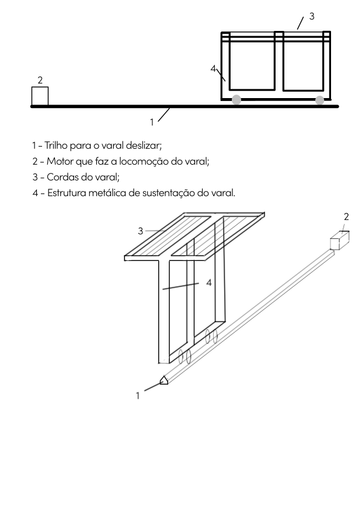 3
2
4
1
1 - Trilho para o varal deslizar;
2 - Motor que faz a locomoção do varal;
3 - Cordas do varal;
4 - Estrutura metálica de sustentação do varal.
2
3
4
1